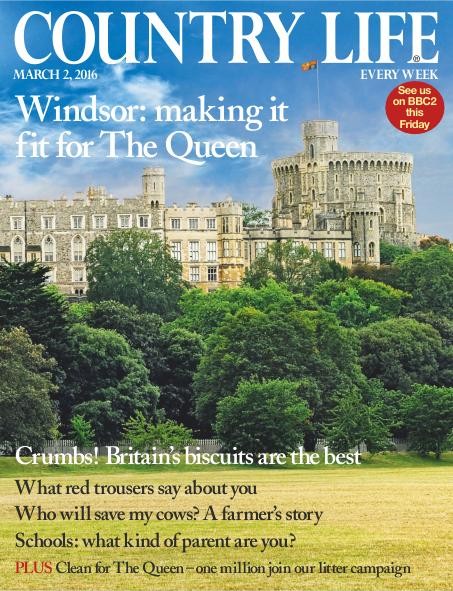 COUNTRY LIFE®
MARCH 2, 2016
EVERY WEEK
See us
on BBC2
this
Friday
Windsor: making it
fit for The Queen
Crumbs! Britain's biscuits are the best
What red trousers say about you
Who will save my cows? A farmer's story
Schools: what kind of parent are you?
PLUS Clean for The Queen – one million join our litter campaign